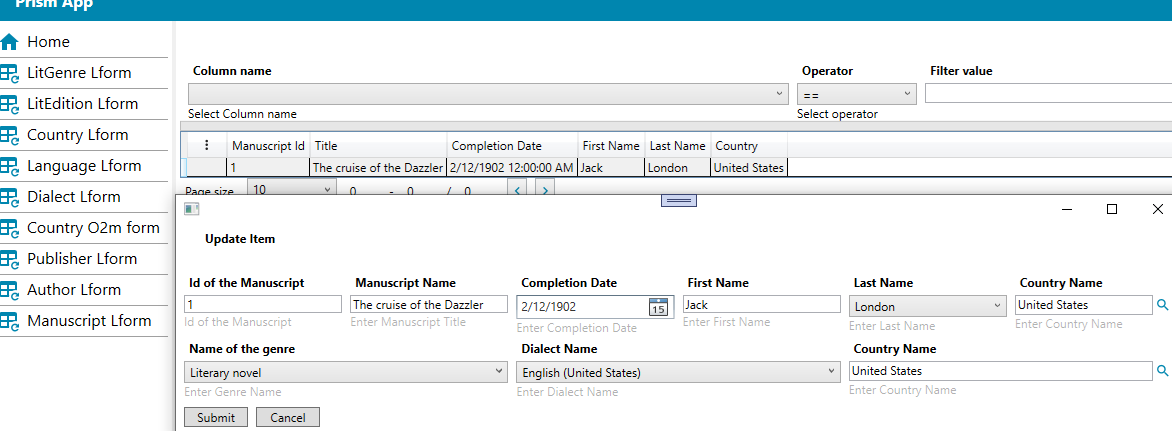 Prism App
Home
LitGenre Lform
LitEdition Lform
Country Lform
Language Lform
Dialect Lform
Country O2m form
Publisher Lform
Author Lform
Manuscript Lform
Column name Operator Filter value
==
Select Column name Select operator
Manuscript Id Title Completion Date First Name Last Name Country
1 The cruise of the Dazzler 2/12/1902 12:00:00 AM Jack London United States
Page size 10 0 - 0 / 0 < >
Update Item
Id of the Manuscript Manuscript Name Completion Date First Name Last Name Country Name
1 The cruise of the Dazzler 2/12/1902 15 Jack London United States
Id of the Manuscript Enter Manuscript Title Enter Completion Date Enter First Name Enter Last Name Enter Country Name
Name of the genre Dialect Name Country Name
Literary novel English (United States) United States
Enter Genre Name Enter Dialect Name Enter Country Name
Submit Cancel